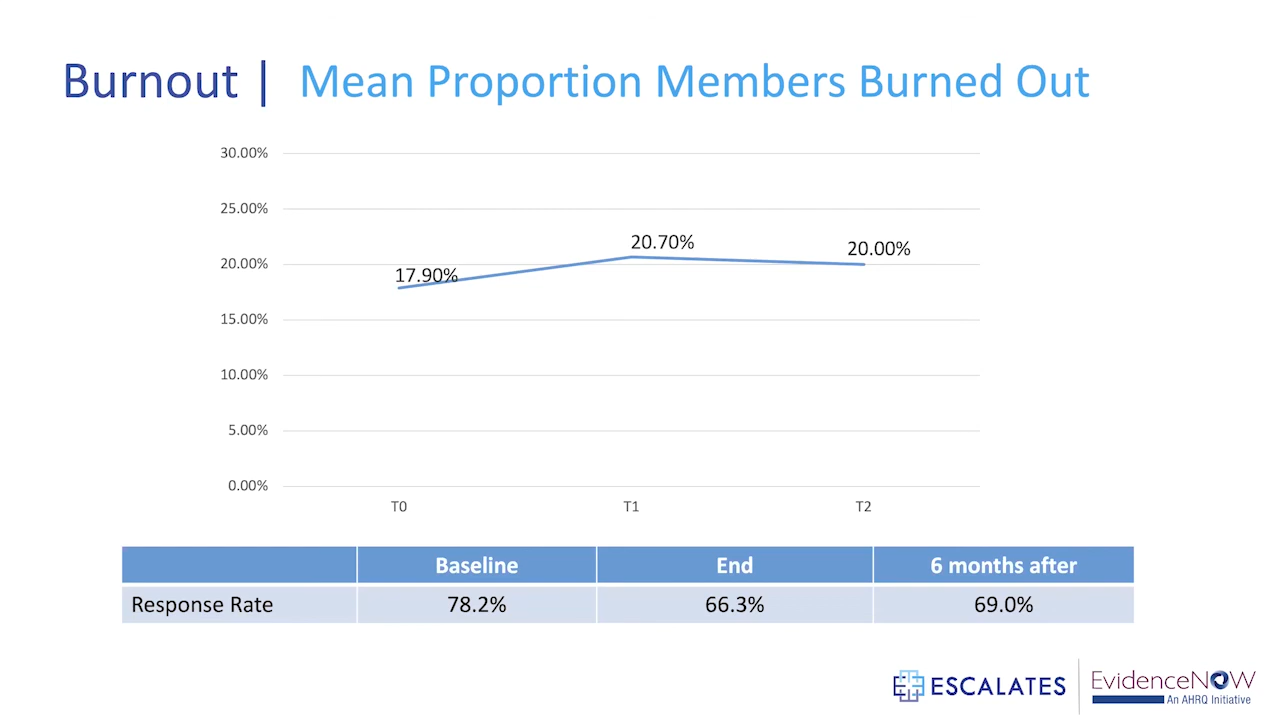 Burnout | Mean Proportion Members Burned Out
30.00%
25.00%
20.00%
15.00%
10.00%
5.00%
0.00%
17.90%
20.70%
20.00%
T0 T1 T2
Baseline End 6 months after
Response Rate 78.2% 66.3% 69.0%
ESCALATES
EvidenceNOW
An AHRQ Initiative